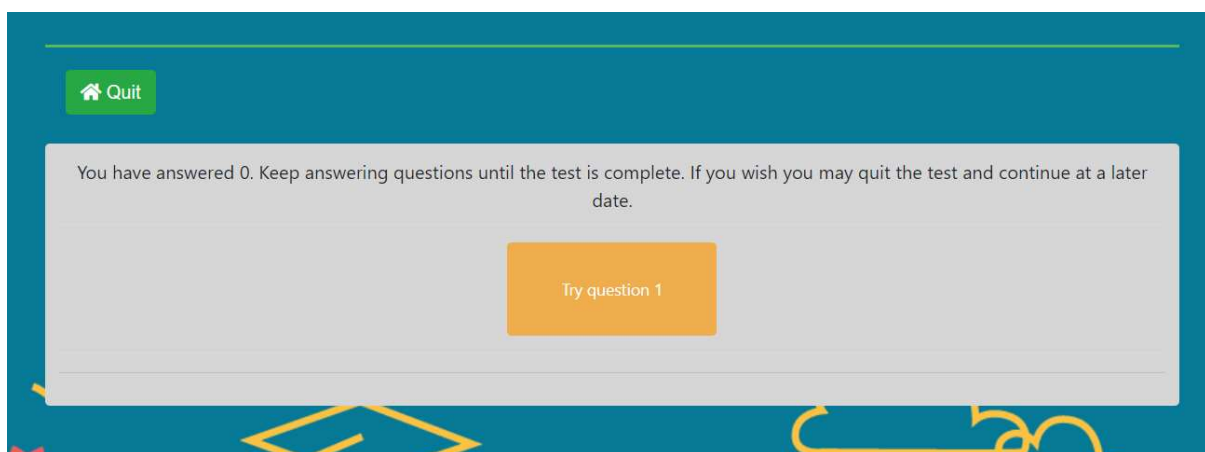 Quit
You have answered 0. Keep answering questions until the test is complete. If you wish you may quit the test and continue at a later
date.
Try question 1